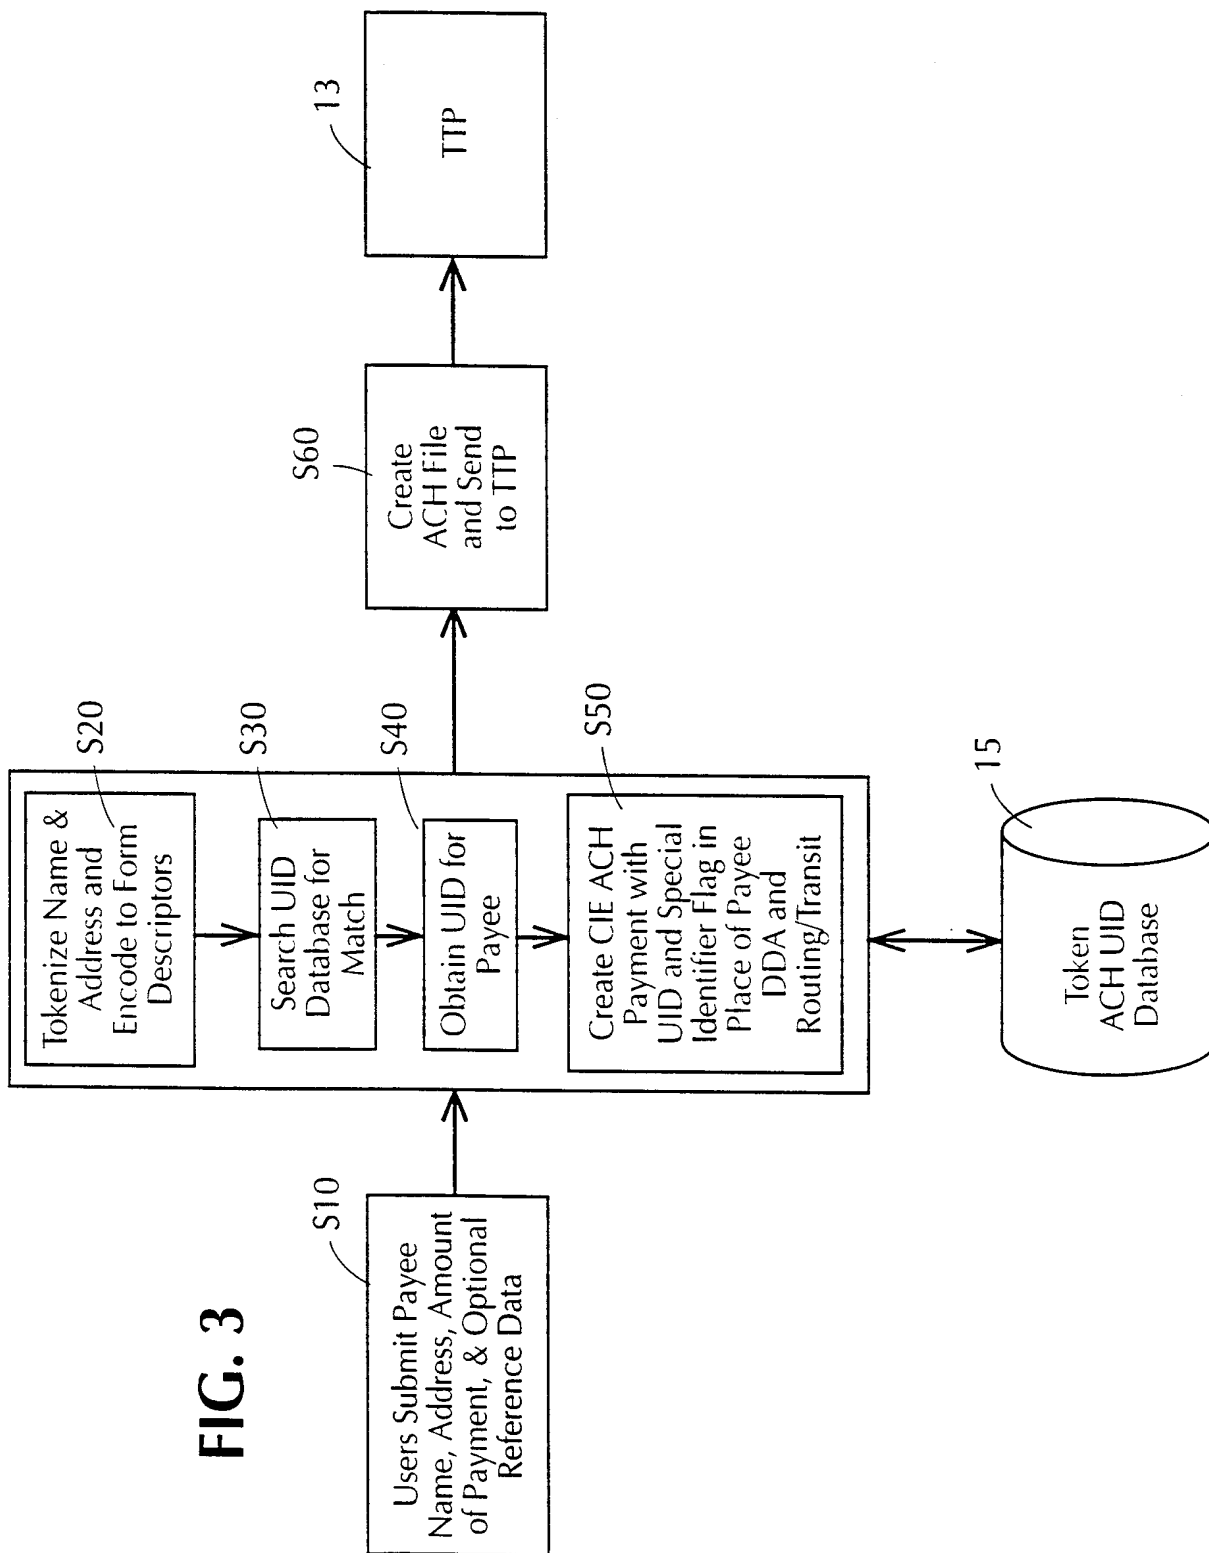 FIG. 3
S10
Users Submit Payee
Name, Address, Amount
of Payment, & Optional
Reference Data
S20
Tokenize Name &
Address and
Encode to Form
Descriptors
S30
Search UID
Database for
Match
S40
Obtain UID for
Payee
S50
Create CIE ACH
Payment with
UID and Special
Identifier Flag in
Place of Payee
DDA and
Routing/Transit
15
Token
ACH UID
Database
S60
Create
ACH File
and Send
to TTP
13
TTP